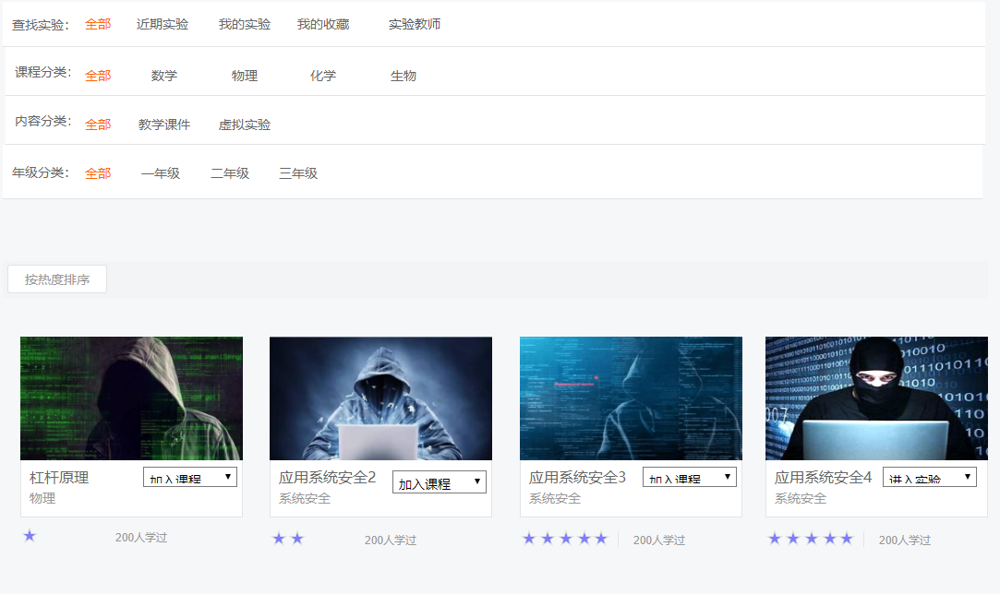 查找实验： 全部 近期实验 我的实验 我的收藏 实验教师
课程分类： 全部 数学 物理 化学 生物
内容分类： 全部 教学课件 虚拟实验
年级分类： 全部 一年级 二年级 三年级
按热度排序
杠杆原理 加入课程
物理
200人学过
应用系统安全2 加入课程
系统安全
200人学过
应用系统安全3 加入课程
系统安全
200人学过
应用系统安全4 进入实验
系统安全
200人学过